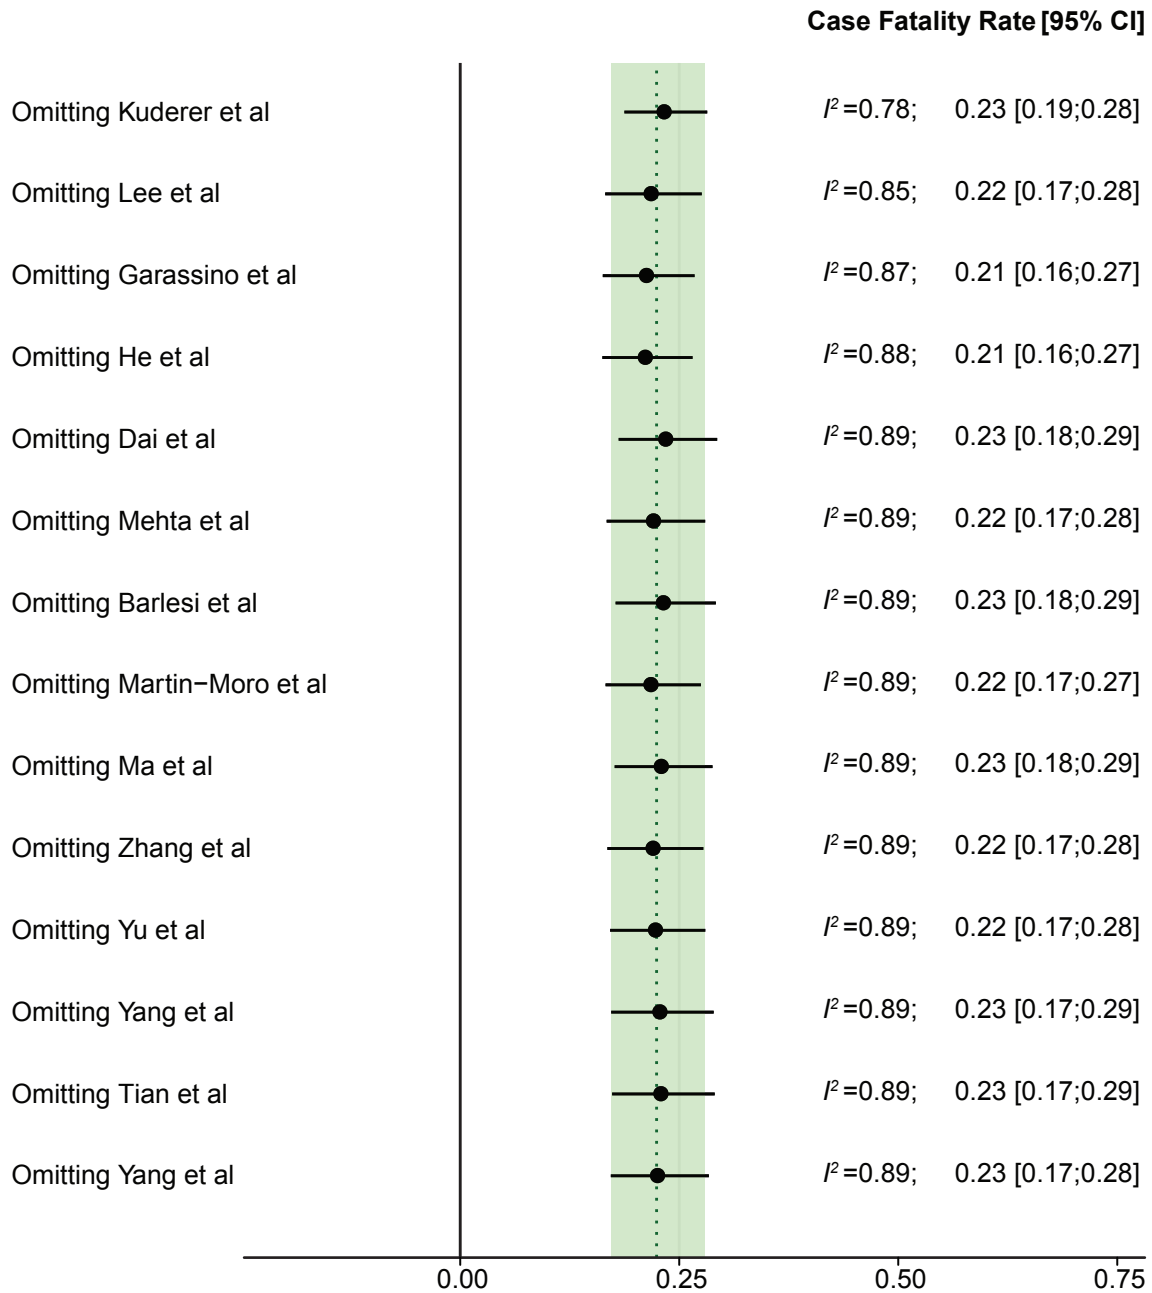 Case Fatality Rate [95% CI]
Omitting Kuderer et al I²=0.78; 0.23 [0.19;0.28]
Omitting Lee et al I²=0.85; 0.22 [0.17;0.28]
Omitting Garassino et al I²=0.87; 0.21 [0.16;0.27]
Omitting He et al I²=0.88; 0.21 [0.16;0.27]
Omitting Dai et al I²=0.89; 0.23 [0.18;0.29]
Omitting Mehta et al I²=0.89; 0.22 [0.17;0.28]
Omitting Barlesi et al I²=0.89; 0.23 [0.18;0.29]
Omitting Martin−Moro et al I²=0.89; 0.22 [0.17;0.27]
Omitting Ma et al I²=0.89; 0.23 [0.18;0.29]
Omitting Zhang et al I²=0.89; 0.22 [0.17;0.28]
Omitting Yu et al I²=0.89; 0.22 [0.17;0.28]
Omitting Yang et al I²=0.89; 0.23 [0.17;0.29]
Omitting Tian et al I²=0.89; 0.23 [0.17;0.29]
Omitting Yang et al I²=0.89; 0.23 [0.17;0.28]
0.00 0.25 0.50 0.75